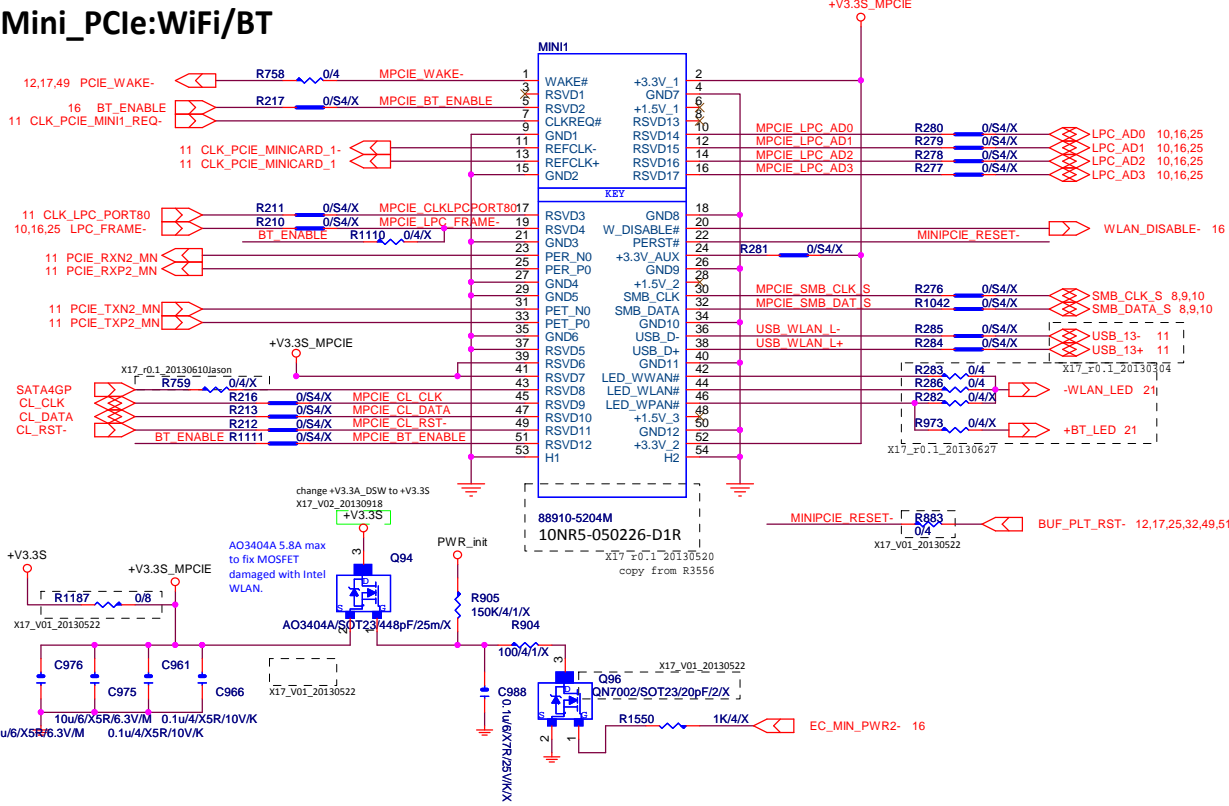 Mini_PCIe:WiFi/BT
+V3.3S_MPCIE
MINI1
12,17,49 PCIE_WAKE- R758 0/4 MPCIE_WAKE- 1 WAKE# +3.3V_1 2
3 RSVD1 GND7 4
16 BT_ENABLE R217 0/S4/X MPCIE_BT_ENABLE 5 RSVD2 +1.5V_1 6
11 CLK_PCIE_MINI1_REQ- 7 CLKREQ# RSVD13 8
9 GND1 RSVD14 10 MPCIE_LPC_AD0 R280 0/S4/X LPC_AD0 10,16,25
11 CLK_PCIE_MINICARD_1- 11 REFCLK- RSVD15 12 MPCIE_LPC_AD1 R279 0/S4/X LPC_AD1 10,16,25
11 CLK_PCIE_MINICARD_1 13 REFCLK+ RSVD16 14 MPCIE_LPC_AD2 R278 0/S4/X LPC_AD2 10,16,25
15 GND2 RSVD17 16 MPCIE_LPC_AD3 R277 0/S4/X LPC_AD3 10,16,25
KEY
11 CLK_LPC_PORT80 R211 0/S4/X MPCIE_CLKLPCPORT80 17 RSVD3 GND8 18
10,16,25 LPC_FRAME- R210 0/S4/X MPCIE_LPC_FRAME- 19 RSVD4 W_DISABLE# 20 WLAN_DISABLE- 16
BT_ENABLE R1110 0/4/X 21 GND3 PERST# 22 MINIPCIE_RESET-
11 PCIE_RXN2_MN 23 PER_N0 +3.3V_AUX 24 R281 0/S4/X
11 PCIE_RXP2_MN 25 PER_P0 GND9 26
27 GND4 +1.5V_2 28
29 GND5 SMB_CLK 30 MPCIE_SMB_CLK_S R276 0/S4/X SMB_CLK_S 8,9,10
11 PCIE_TXN2_MN 31 PET_N0 SMB_DATA 32 MPCIE_SMB_DAT_S R1042 0/S4/X SMB_DATA_S 8,9,10
11 PCIE_TXP2_MN 33 PET_P0 GND10 34
35 GND6 USB_D- 36 USB_WLAN_L- R285 0/S4/X USB_13- 11
+V3.3S_MPCIE 37 RSVD5 USB_D+ 38 USB_WLAN_L+ R284 0/S4/X USB_13+ 11
39 RSVD6 GND11 40
X17_r0.1_20130304
X17_r0.1_20130610Jason
41 RSVD7 LED_WWAN# 42 R283 0/4
SATA4GP R759 0/4/X 43 RSVD8 LED_WLAN# 44 R286 0/4 -WLAN_LED 21
CL_CLK R216 0/S4/X MPCIE_CL_CLK 45 RSVD9 LED_WPAN# 46 R282 0/4/X
CL_DATA R213 0/S4/X MPCIE_CL_DATA 47 RSVD10 +1.5V_3 48
CL_RST- R212 0/S4/X MPCIE_CL_RST- 49 RSVD11 GND12 50 R973 0/4/X +BT_LED 21
BT_ENABLE R1111 0/S4/X MPCIE_BT_ENABLE 51 RSVD12 +3.3V_2 52
53 H1 H2 54
X17_r0.1_20130627
change +V3.3A_DSW to +V3.3S
X17_V02_20130918
+V3.3S
88910-5204M
10NR5-050226-D1R
X17 r0.1 20130520
copy from R3556
MINIPCIE_RESET- R883 0/4 BUF_PLT_RST- 12,17,25,32,49,51
X17_V01_20130522
AO3404A 5.8A max
to fix MOSFET
damaged with Intel
WLAN.
3 Q94 D S G 2 1
AO3404A/SOT23/448pF/25m/X
PWR_init
R905
150K/4/1/X
R904
100/4/1/X
+V3.3S
+V3.3S_MPCIE
R1187 0/8
X17_V01_20130522
X17_V01_20130522
C976 C961
C975 C966
10u/6/X5R/6.3V/M 0.1u/4/X5R/10V/K
u/6/X5R/6.3V/M 0.1u/4/X5R/10V/K
C988
0.1u/6/X7R/25V/K/X
X17_V01_20130522
3 Q96 D S G 2 1
QN7002/SOT23/20pF/2/X
R1550 1K/4/X EC_MIN_PWR2- 16